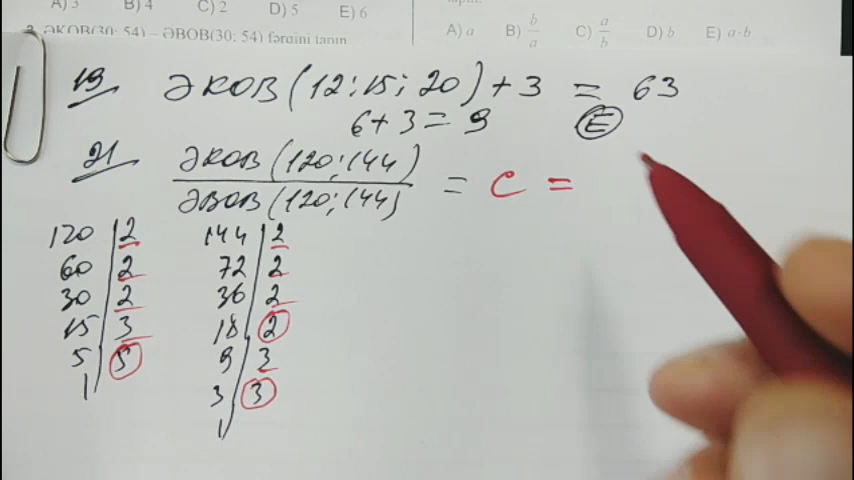 A) 3 B) 4 C) 2 D) 5 E) 6
ƏKOB(30; 54) – ƏBOB(30; 54) fərqini tapın.
A) a B) b/a C) a/b D) b E) a·b
19 ƏKOB(12;15;20)+3 = 63
6+3=9 E
21 ƏKOB(120;144) / ƏBOB(120;144) = C =
120 | 2
60 | 2
30 | 2
15 | 3
5 | 5
1
144 | 2
72 | 2
36 | 2
18 | 2
9 | 3
3 | 3
1